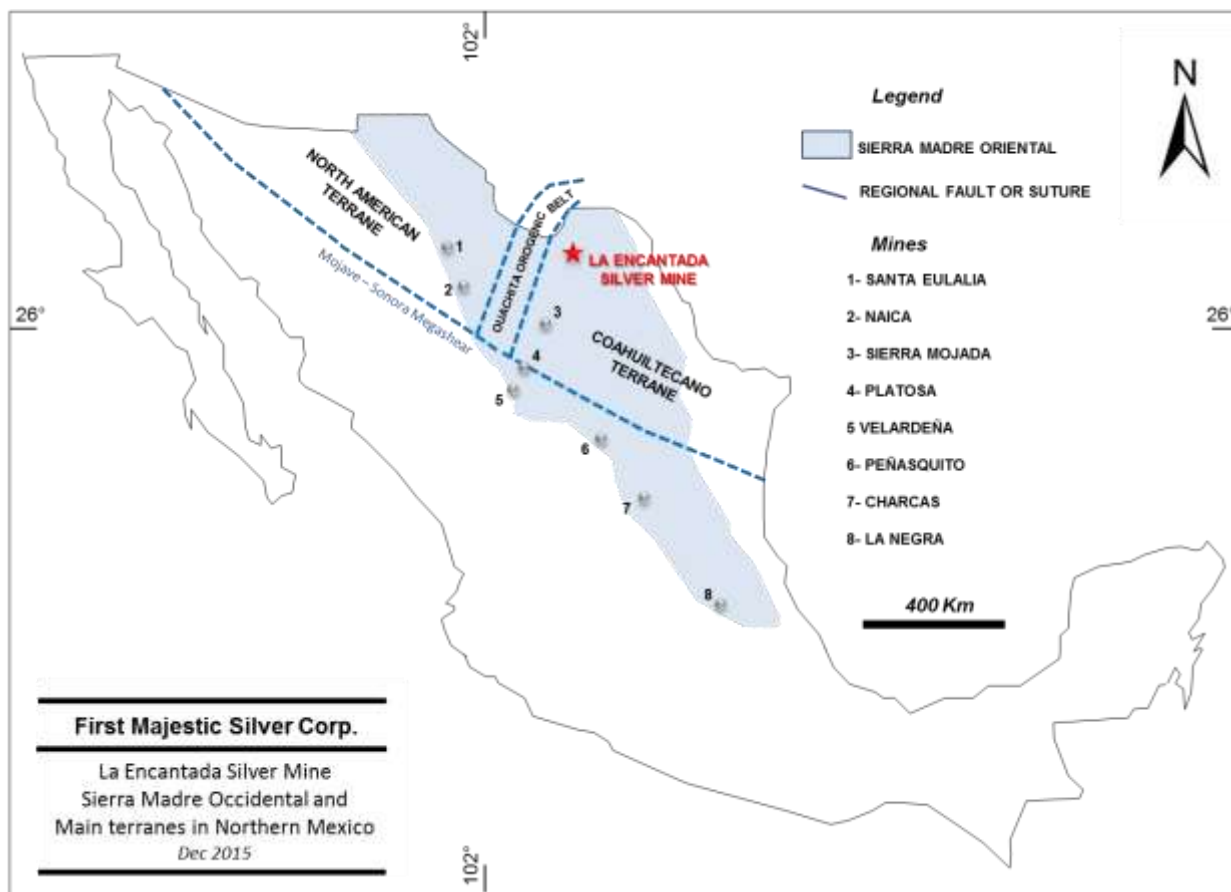 102°
N
Legend
SIERRA MADRE ORIENTAL
REGIONAL FAULT OR SUTURE
Mines
1- SANTA EULALIA
2- NAICA
3- SIERRA MOJADA
4- PLATOSA
5 VELARDEÑA
6- PEÑASQUITO
7- CHARCAS
8- LA NEGRA
400 Km
NORTH AMERICAN
TERRANE
OUACHITA OROGENIC BELT
LA ENCANTADA
SILVER MINE
Mojave – Sonora Megashear
COAHUILTECANO
TERRANE
26°
26°
1
2
3
4
5
6
7
8
First Majestic Silver Corp.
La Encantada Silver Mine
Sierra Madre Occidental and
Main terranes in Northern Mexico
Dec 2015
102°